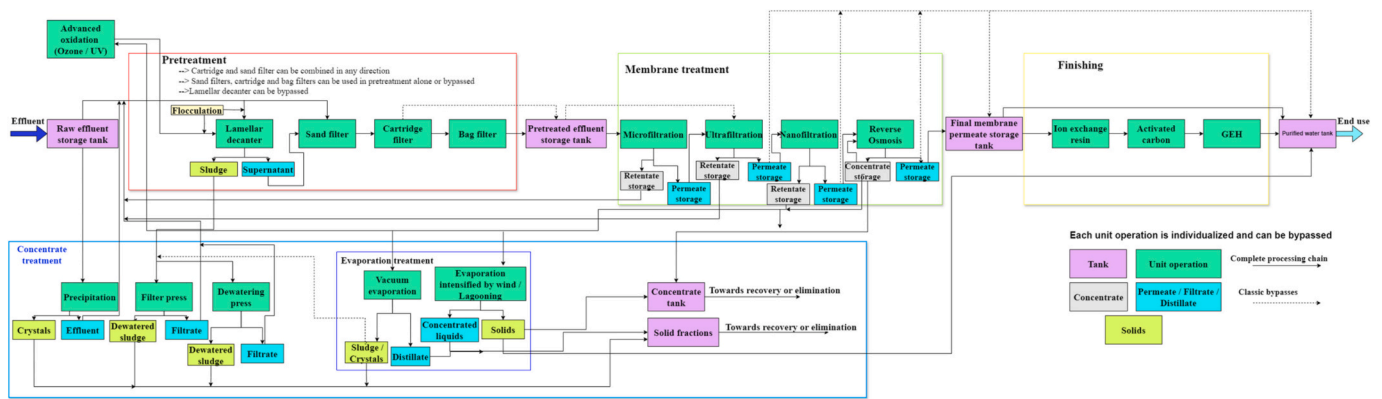 Advanced
oxidation
(Ozone / UV)
Pretreatment
--> Cartridge and sand filter can be combined in any direction
--> Sand filters, cartridge and bag filters can be used in pretreatment alone or bypassed
-->Lamellar decanter can be bypassed
Membrane treatment
Finishing
Effluent
Raw effluent
storage tank
Flocculation
Lamellar
decanter
Sand filter
Cartridge
filter
Bag filter
Pretreated effluent
storage tank
Microfiltration
Ultrafiltration
Nanofiltration
Reverse
Osmosis
Final membrane
permeate storage
tank
Ion exchange
resin
Activated
carbon
GEH
Purified water tank
End use
Sludge
Supernatant
Retentate
storage
Permeate
storage
Retentate
storage
Permeate
storage
Retentate
storage
Permeate
storage
Concentrate
storage
Permeate
storage
Concentrate
treatment
Precipitation
Filter press
Dewatering
press
Crystals
Effluent
Dewatered
sludge
Filtrate
Dewatered
sludge
Filtrate
Evaporation treatment
Vacuum
evaporation
Evaporation
intensified by wind /
Lagooning
Concentrated
liquids
Solids
Sludge /
Crystals
Distillate
Concentrate
tank
Towards recovery or elimination
Solid fractions
Towards recovery or elimination
Each unit operation is individualized and can be bypassed
Tank
Unit operation
Complete processing chain
Concentrate
Permeate / Filtrate /
Distillate
Classic bypasses
Solids